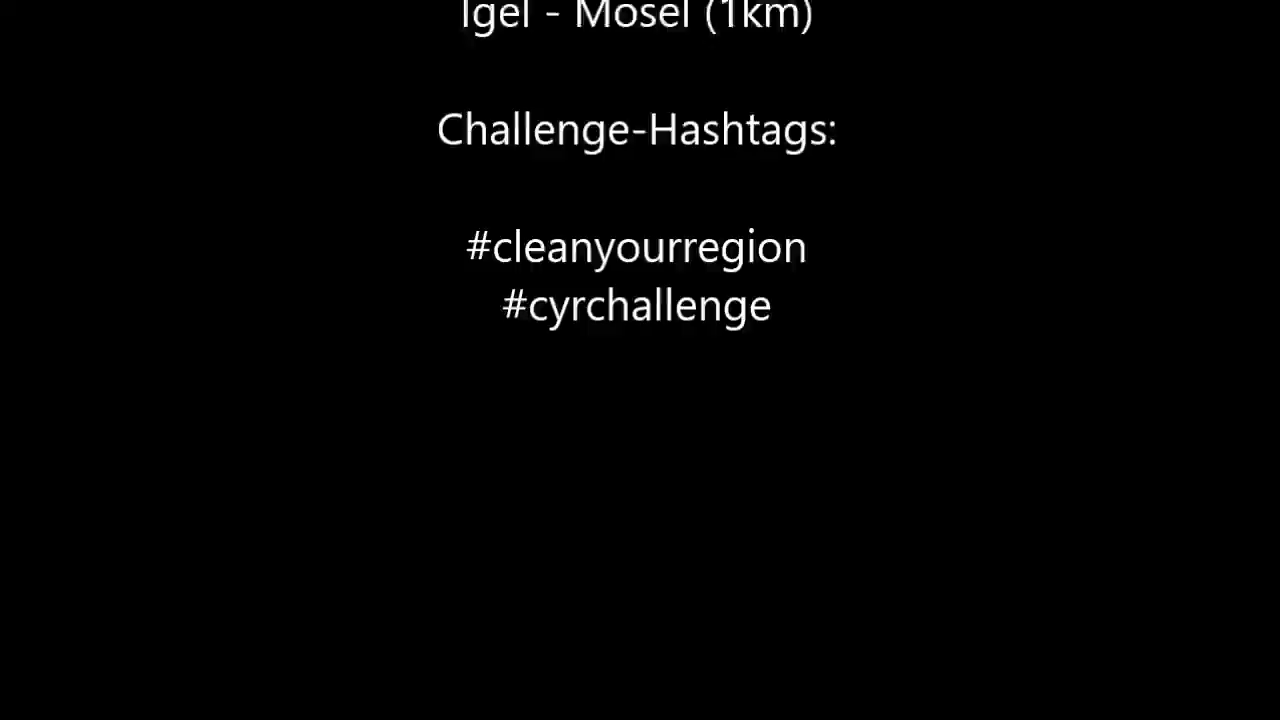 Igel - Mosel (1km)
Challenge-Hashtags:
#cleanyourregion
#cyrchallenge